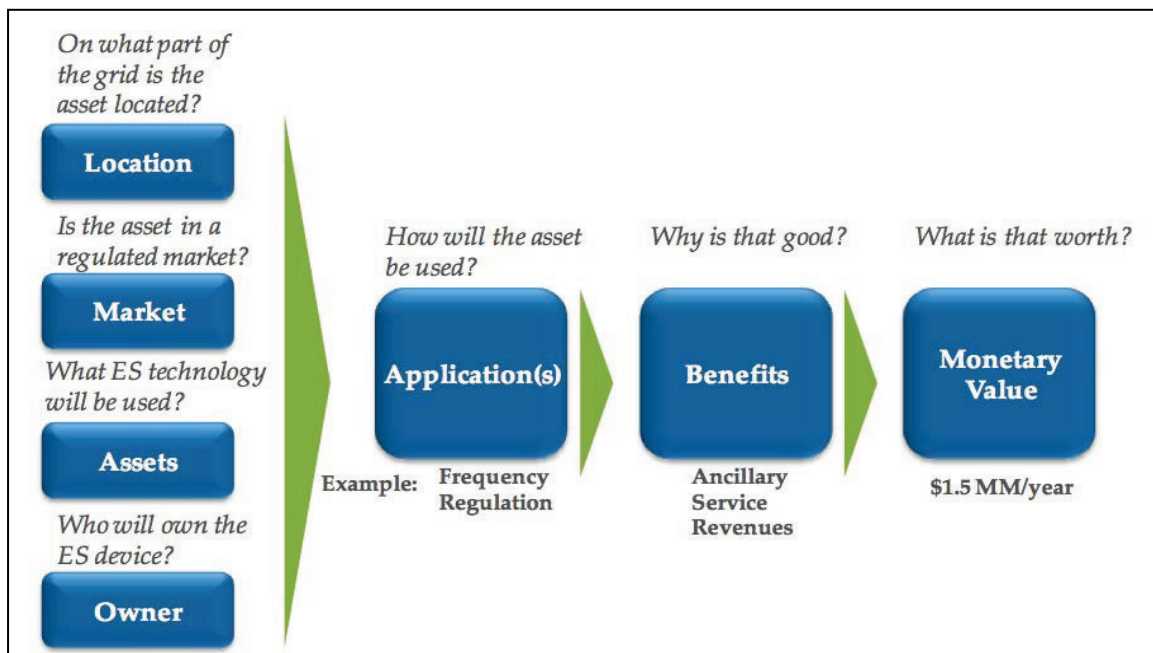 On what part of
the grid is the
asset located?
Location
Is the asset in a
regulated market?
Market
What ES technology
will be used?
Assets
Who will own the
ES device?
Owner
How will the asset
be used?
Application(s)
Example:
Frequency
Regulation
Why is that good?
Benefits
Ancillary
Service
Revenues
What is that worth?
Monetary
Value
$1.5 MM/year